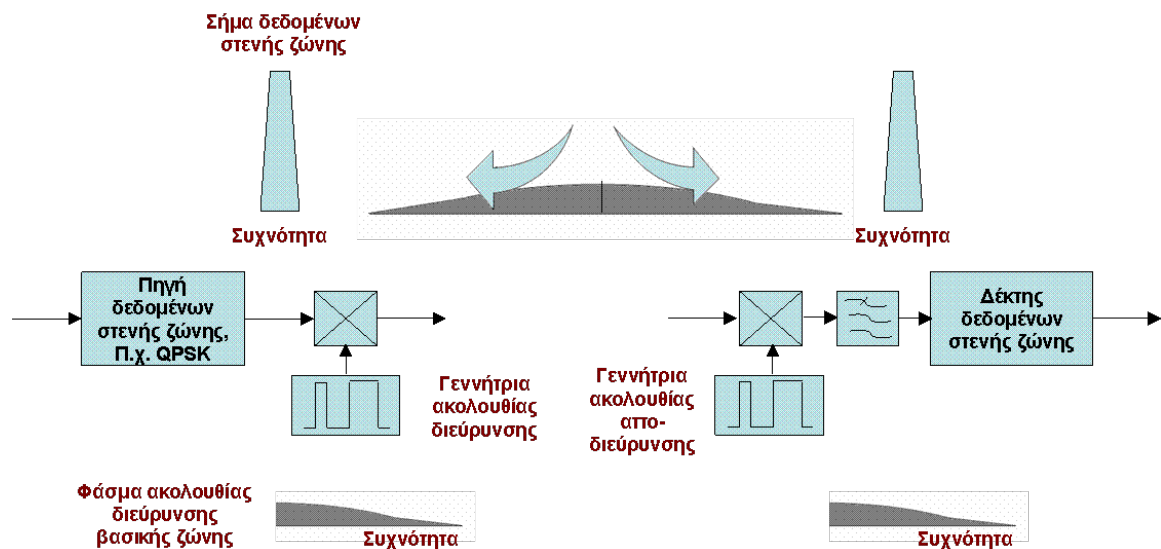 Σήμα δεδομένων
στενής ζώνης
Συχνότητα
Συχνότητα
Πηγή
δεδομένων
στενής ζώνης,
Π.χ. QPSK
Δέκτης
δεδομένων
στενής ζώνης
Γεννήτρια
ακολουθίας
διεύρυνσης
Γεννήτρια
ακολουθίας
απο-
διεύρυνσης
Φάσμα ακολουθίας
διεύρυνσης
βασικής ζώνης
Συχνότητα
Συχνότητα